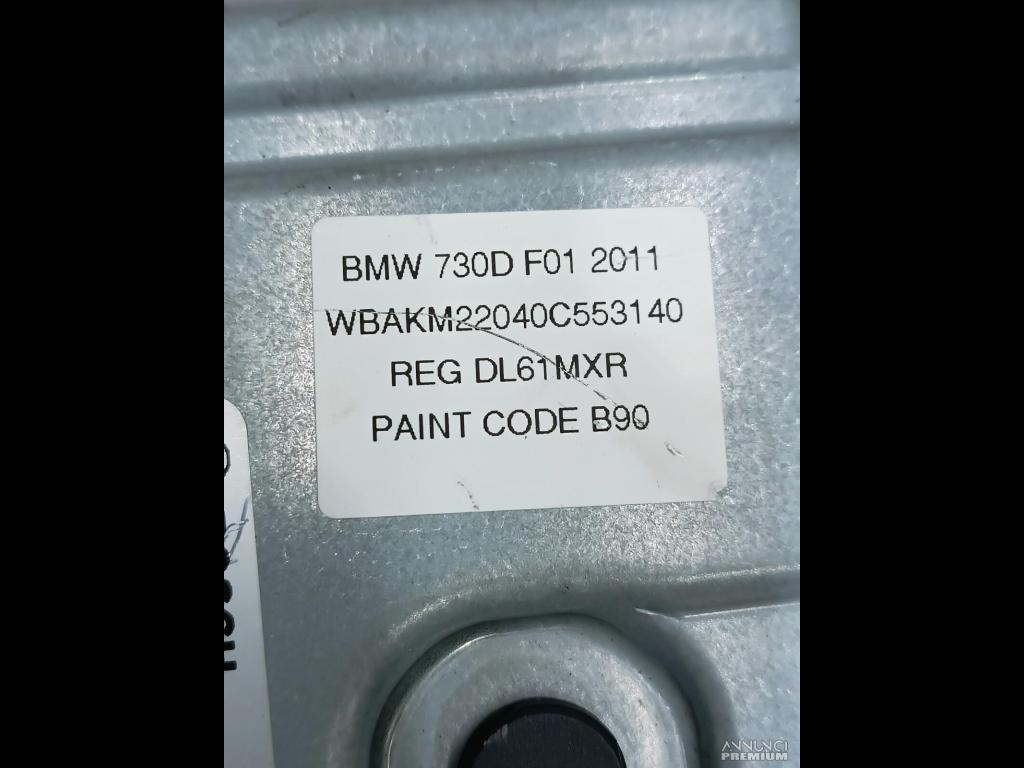 BMW 730D F01 2011
WBAKM22040C553140
REG DL61MXR
PAINT CODE B90
ANNUNCI
PREMIUM